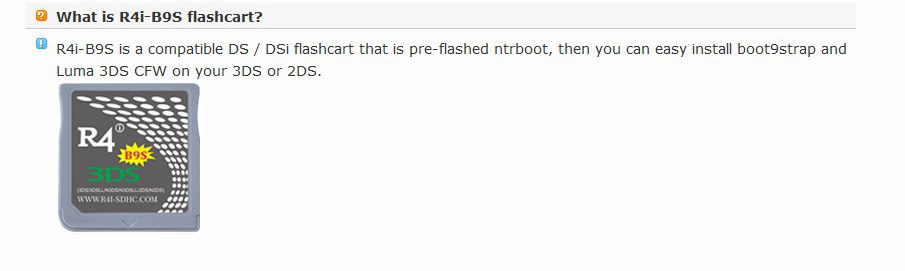 What is R4i-B9S flashcart?
R4i-B9S is a compatible DS / DSi flashcart that is pre-flashed ntrboot, then you can easy install boot9strap and
Luma 3DS CFW on your 3DS or 2DS.
R4i
B9S
3DS
(3DS/3DSLL/N3DS/N3DSLL/2DS/N2DS)
WWW.R4I-SDHC.COM